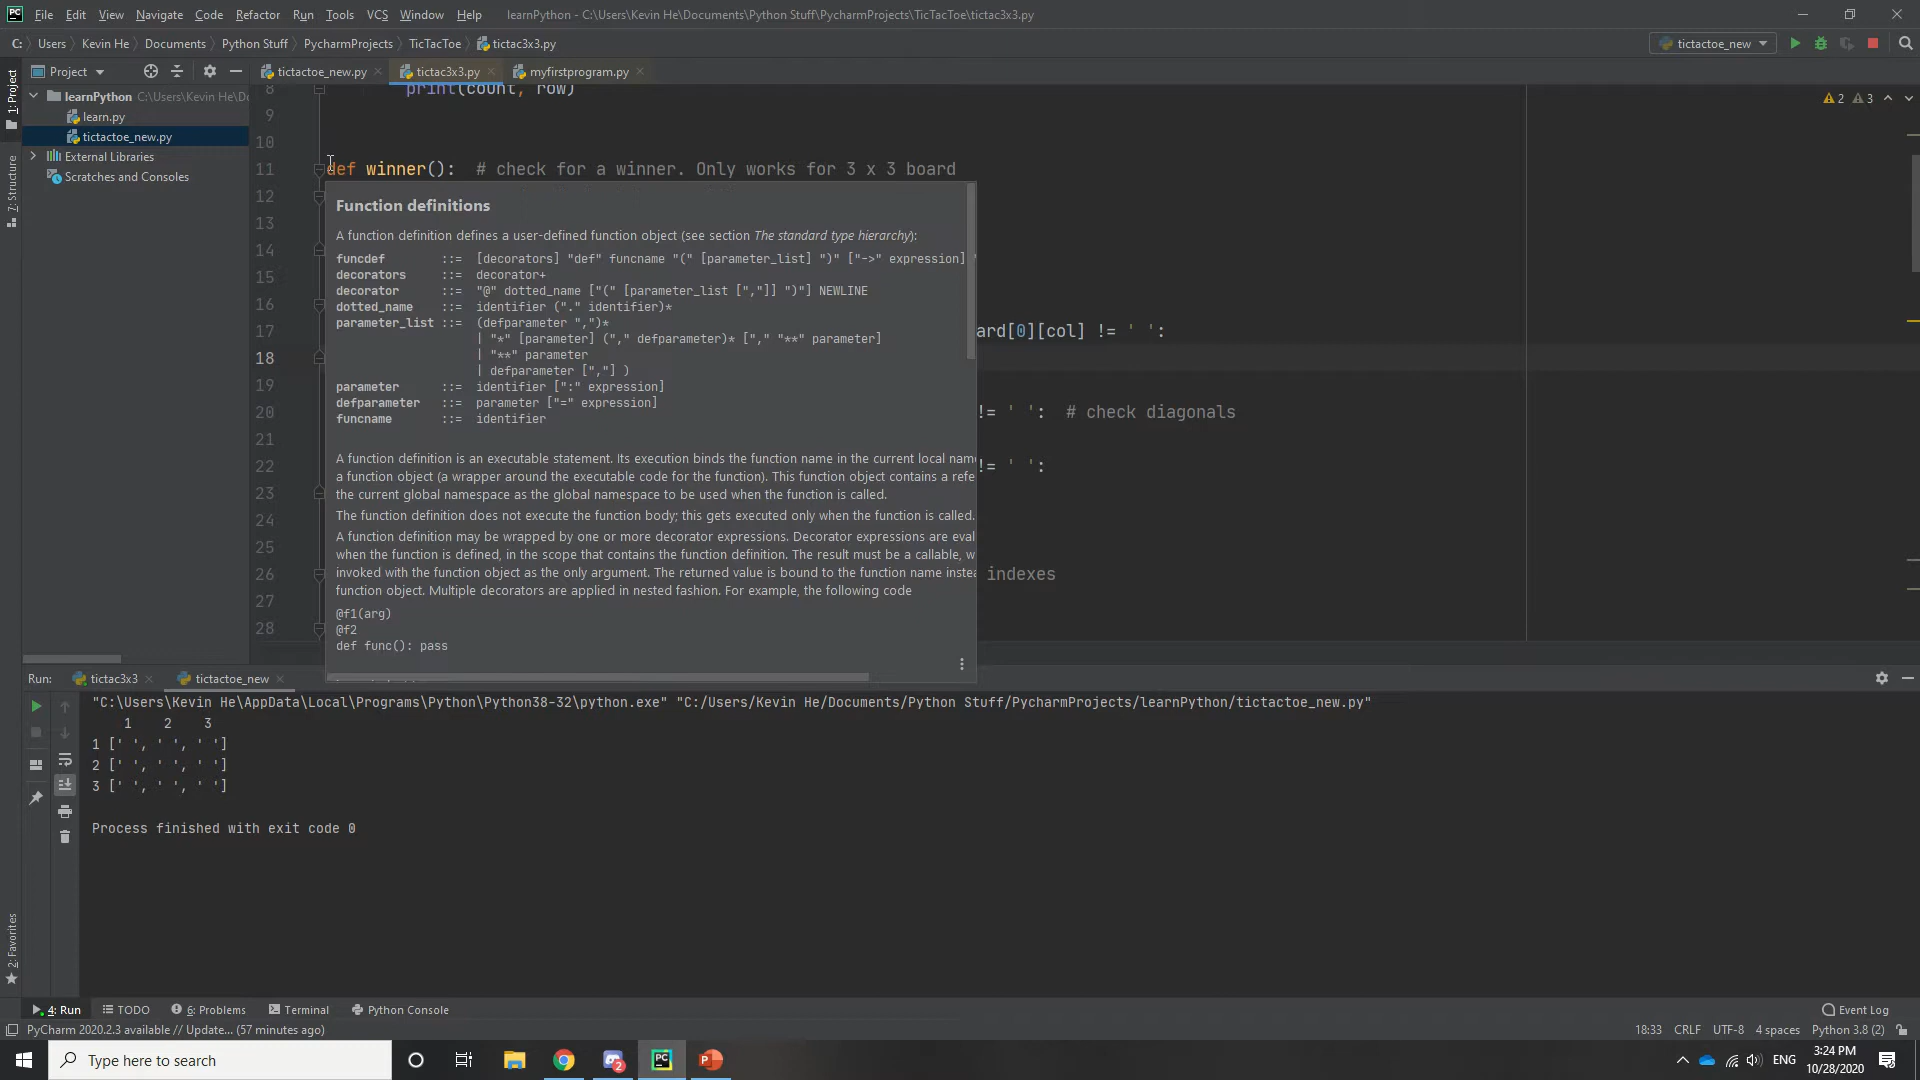 PC File Edit View Navigate Code Refactor Run Tools VCS Window Help learnPython - C:\Users\Kevin He\Documents\Python Stuff\PycharmProjects\TicTacToe\tictac3x3.py
C: Users Kevin He Documents Python Stuff PycharmProjects TicTacToe tictac3x3.py tictactoe_new
1: Project
7: Structure
2: Favorites
Project tictactoe_new.py tictac3x3.py myfirstprogram.py
learnPython C:\Users\Kevin He\Do
learn.py
tictactoe_new.py
External Libraries
Scratches and Consoles
2 3
8 print(count, row)
9
10
11 def winner(): # check for a winner. Only works for 3 x 3 board
12
13
14
15
16
17 ard[0][col] != ' ':
18
19
20 != ' ': # check diagonals
21
22 != ' ':
23
24
25
26 indexes
27
28
Function definitions
A function definition defines a user-defined function object (see section The standard type hierarchy):
funcdef ::= [decorators] "def" funcname "(" [parameter_list] ")" ["->" expression]
decorators ::= decorator+
decorator ::= "@" dotted_name ["(" [parameter_list [","]] ")"] NEWLINE
dotted_name ::= identifier ("." identifier)*
parameter_list ::= (defparameter ",")*
| "*" [parameter] ("," defparameter)* ["," "**" parameter]
| "**" parameter
| defparameter [","] )
parameter ::= identifier [":" expression]
defparameter ::= parameter ["=" expression]
funcname ::= identifier
A function definition is an executable statement. Its execution binds the function name in the current local nam
a function object (a wrapper around the executable code for the function). This function object contains a refe
the current global namespace as the global namespace to be used when the function is called.
The function definition does not execute the function body; this gets executed only when the function is called.
A function definition may be wrapped by one or more decorator expressions. Decorator expressions are eval
when the function is defined, in the scope that contains the function definition. The result must be a callable, w
invoked with the function object as the only argument. The returned value is bound to the function name inste
function object. Multiple decorators are applied in nested fashion. For example, the following code
@f1(arg)
@f2
def func(): pass
Run: tictac3x3 tictactoe_new
"C:\Users\Kevin He\AppData\Local\Programs\Python\Python38-32\python.exe" "C:/Users/Kevin He/Documents/Python Stuff/PycharmProjects/learnPython/tictactoe_new.py"
1 2 3
1 [' ', ' ', ' ']
2 [' ', ' ', ' ']
3 [' ', ' ', ' ']
Process finished with exit code 0
4: Run TODO 6: Problems Terminal Python Console Event Log
PyCharm 2020.2.3 available // Update... (57 minutes ago) 18:33 CRLF UTF-8 4 spaces Python 3.8 (2)
Type here to search 2 PC ENG 3:24 PM
10/28/2020